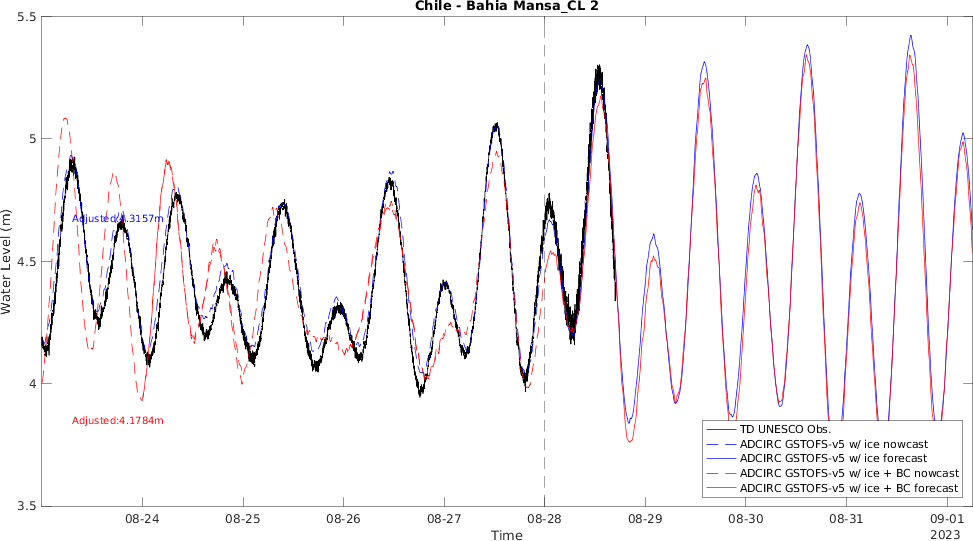 Chile - Bahia Mansa_CL 2
Water Level (m)
5.5
5
4.5
4
3.5
Adjusted:4.3157m
Adjusted:4.1784m
TD UNESCO Obs.
ADCIRC GSTOFS-v5 w/ ice nowcast
ADCIRC GSTOFS-v5 w/ ice forecast
ADCIRC GSTOFS-v5 w/ ice + BC nowcast
ADCIRC GSTOFS-v5 w/ ice + BC forecast
08-24 08-25 08-26 08-27 08-28 08-29 08-30 08-31 09-01
2023
Time